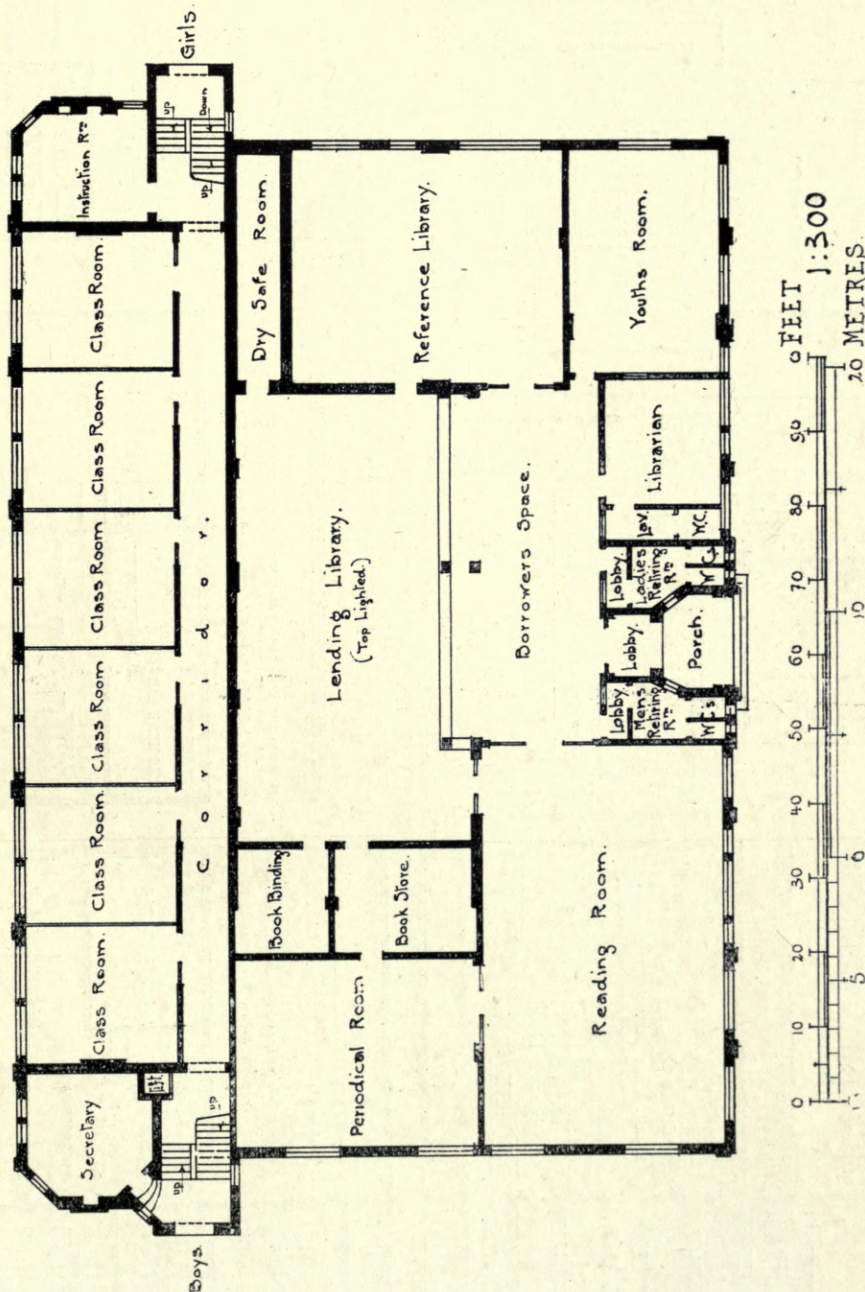 Secretary
Class Room.
Class Room.
Class Room.
Class Room
Class Room
Class Room.
Instruction Rm
Boys.
up
up
Lift
Corridor.
up
up
Down
Girls.
Periodical Room
Book Binding
Book Store.
Lending Library.
(Top Lighted.)
Dry Safe Room.
Reference Library.
Reading Room.
Borrowers Space.
Youths Room.
Lobby.
Mens
Retiring
Rm
W.C.s
Lobby.
Porch.
Lobby.
Ladies
Retiring
Rm
W.C.s
Lav.
W.C.
Librarian
0 10 20 30 40 50 60 70 80 90 0 FEET
1:300
5 0 10 20 METRES.